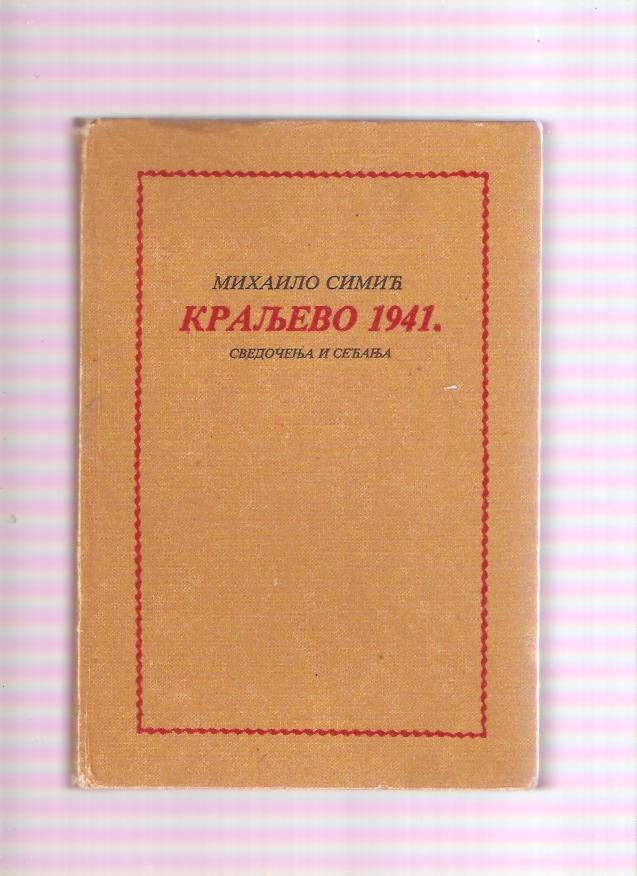 МИХАИЛО СИМИЋ
КРАЉЕВО 1941.
СВЕДОЧЕЊА И СЕЋАЊА